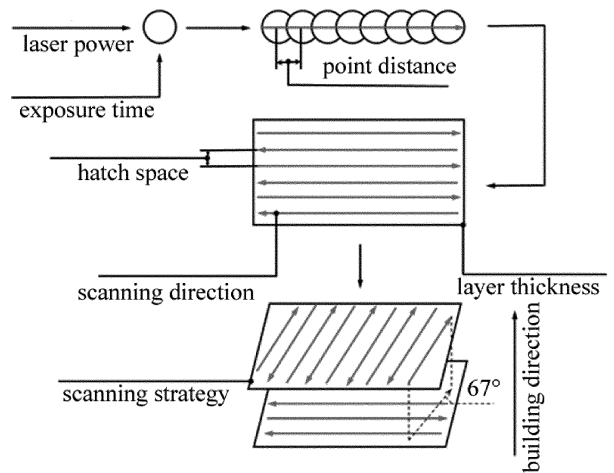 laser power
point distance
exposure time
hatch space
scanning direction
layer thickness
building direction
67°
scanning strategy